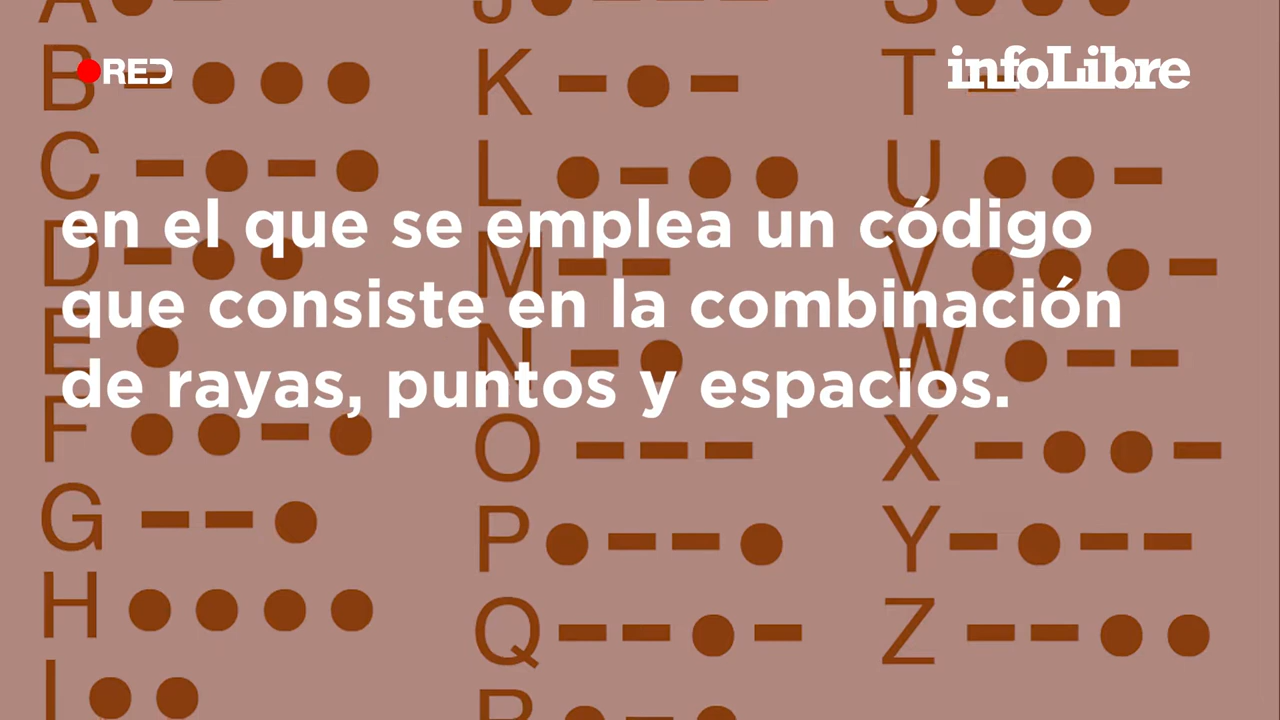 A • –
J • – – –
S • • •
B – • • •
K – • –
T –
RED
infoLibre
C – • – •
L • – • •
U • • –
D – • •
M – –
V • • • –
E •
N – •
W • – –
en el que se emplea un código
que consiste en la combinación
de rayas, puntos y espacios.
F • • – •
O – – –
X – • • –
G – – •
P • – – •
Y – • – –
H • • • •
Q – – • –
Z – – • •
I • •
R • – •